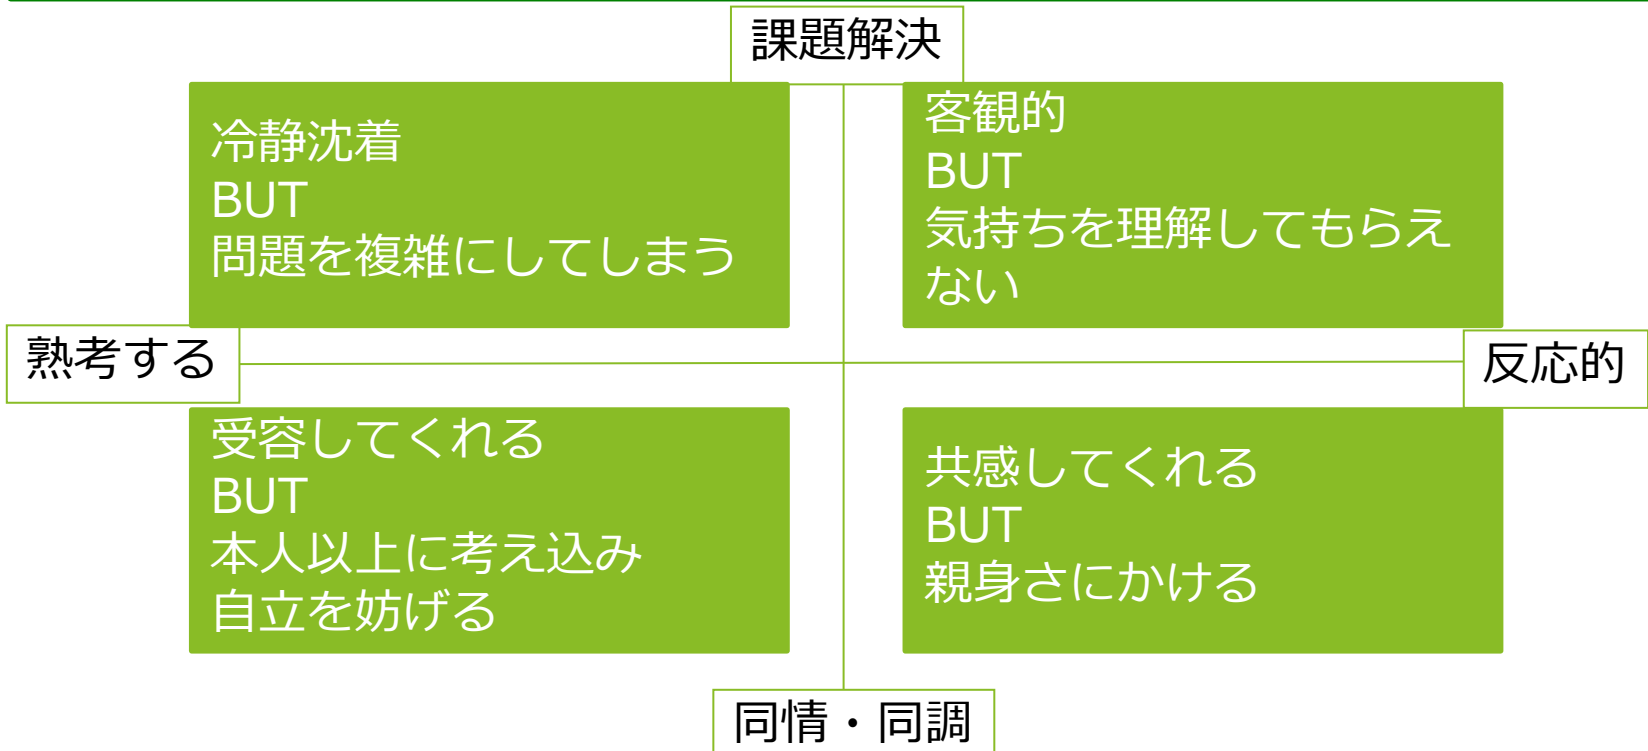 課題解決
冷静沈着
BUT
問題を複雑にしてしまう
客観的
BUT
気持ちを理解してもらえ
ない
熟考する
反応的
受容してくれる
BUT
本人以上に考え込み
自立を妨げる
共感してくれる
BUT
親身さにかける
同情・同調